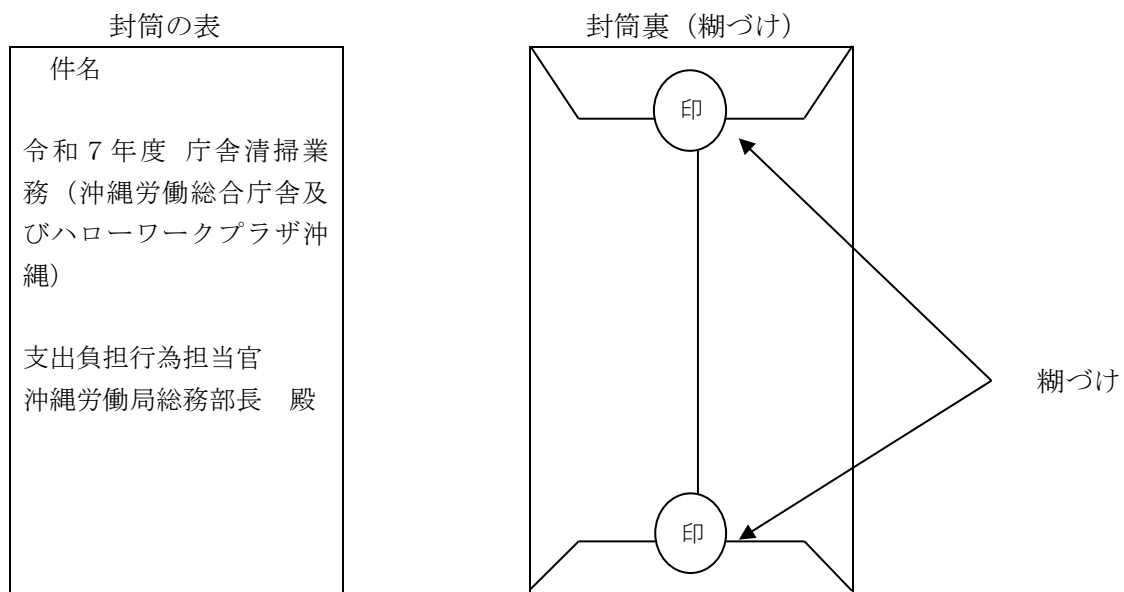 封筒の表
件名
令和７年度 庁舎清掃業
務（沖縄労働総合庁舎及
びハローワークプラザ沖
縄）
支出負担行為担当官
沖縄労働局総務部長　殿
封筒裏（糊づけ）
印
糊づけ
印